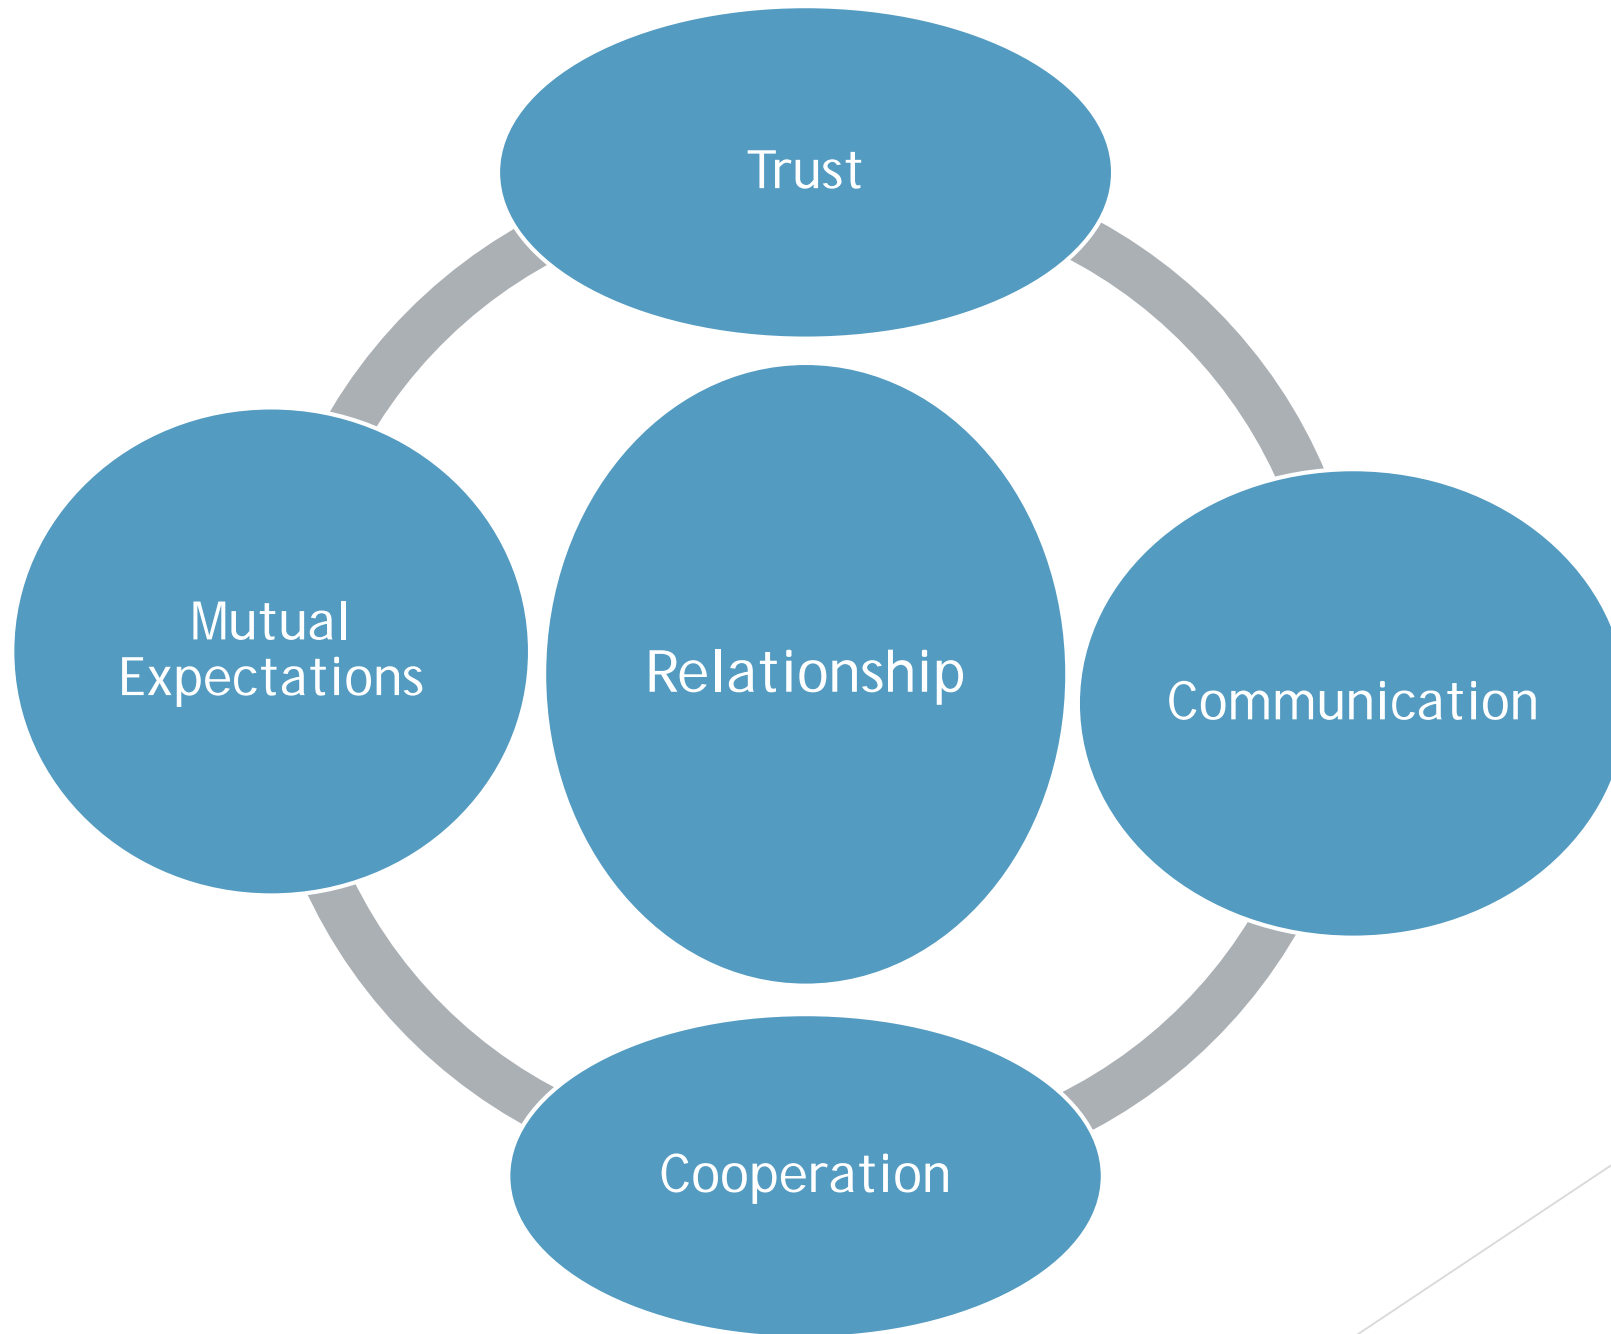 Trust
Mutual
Expectations
Relationship
Communication
Cooperation